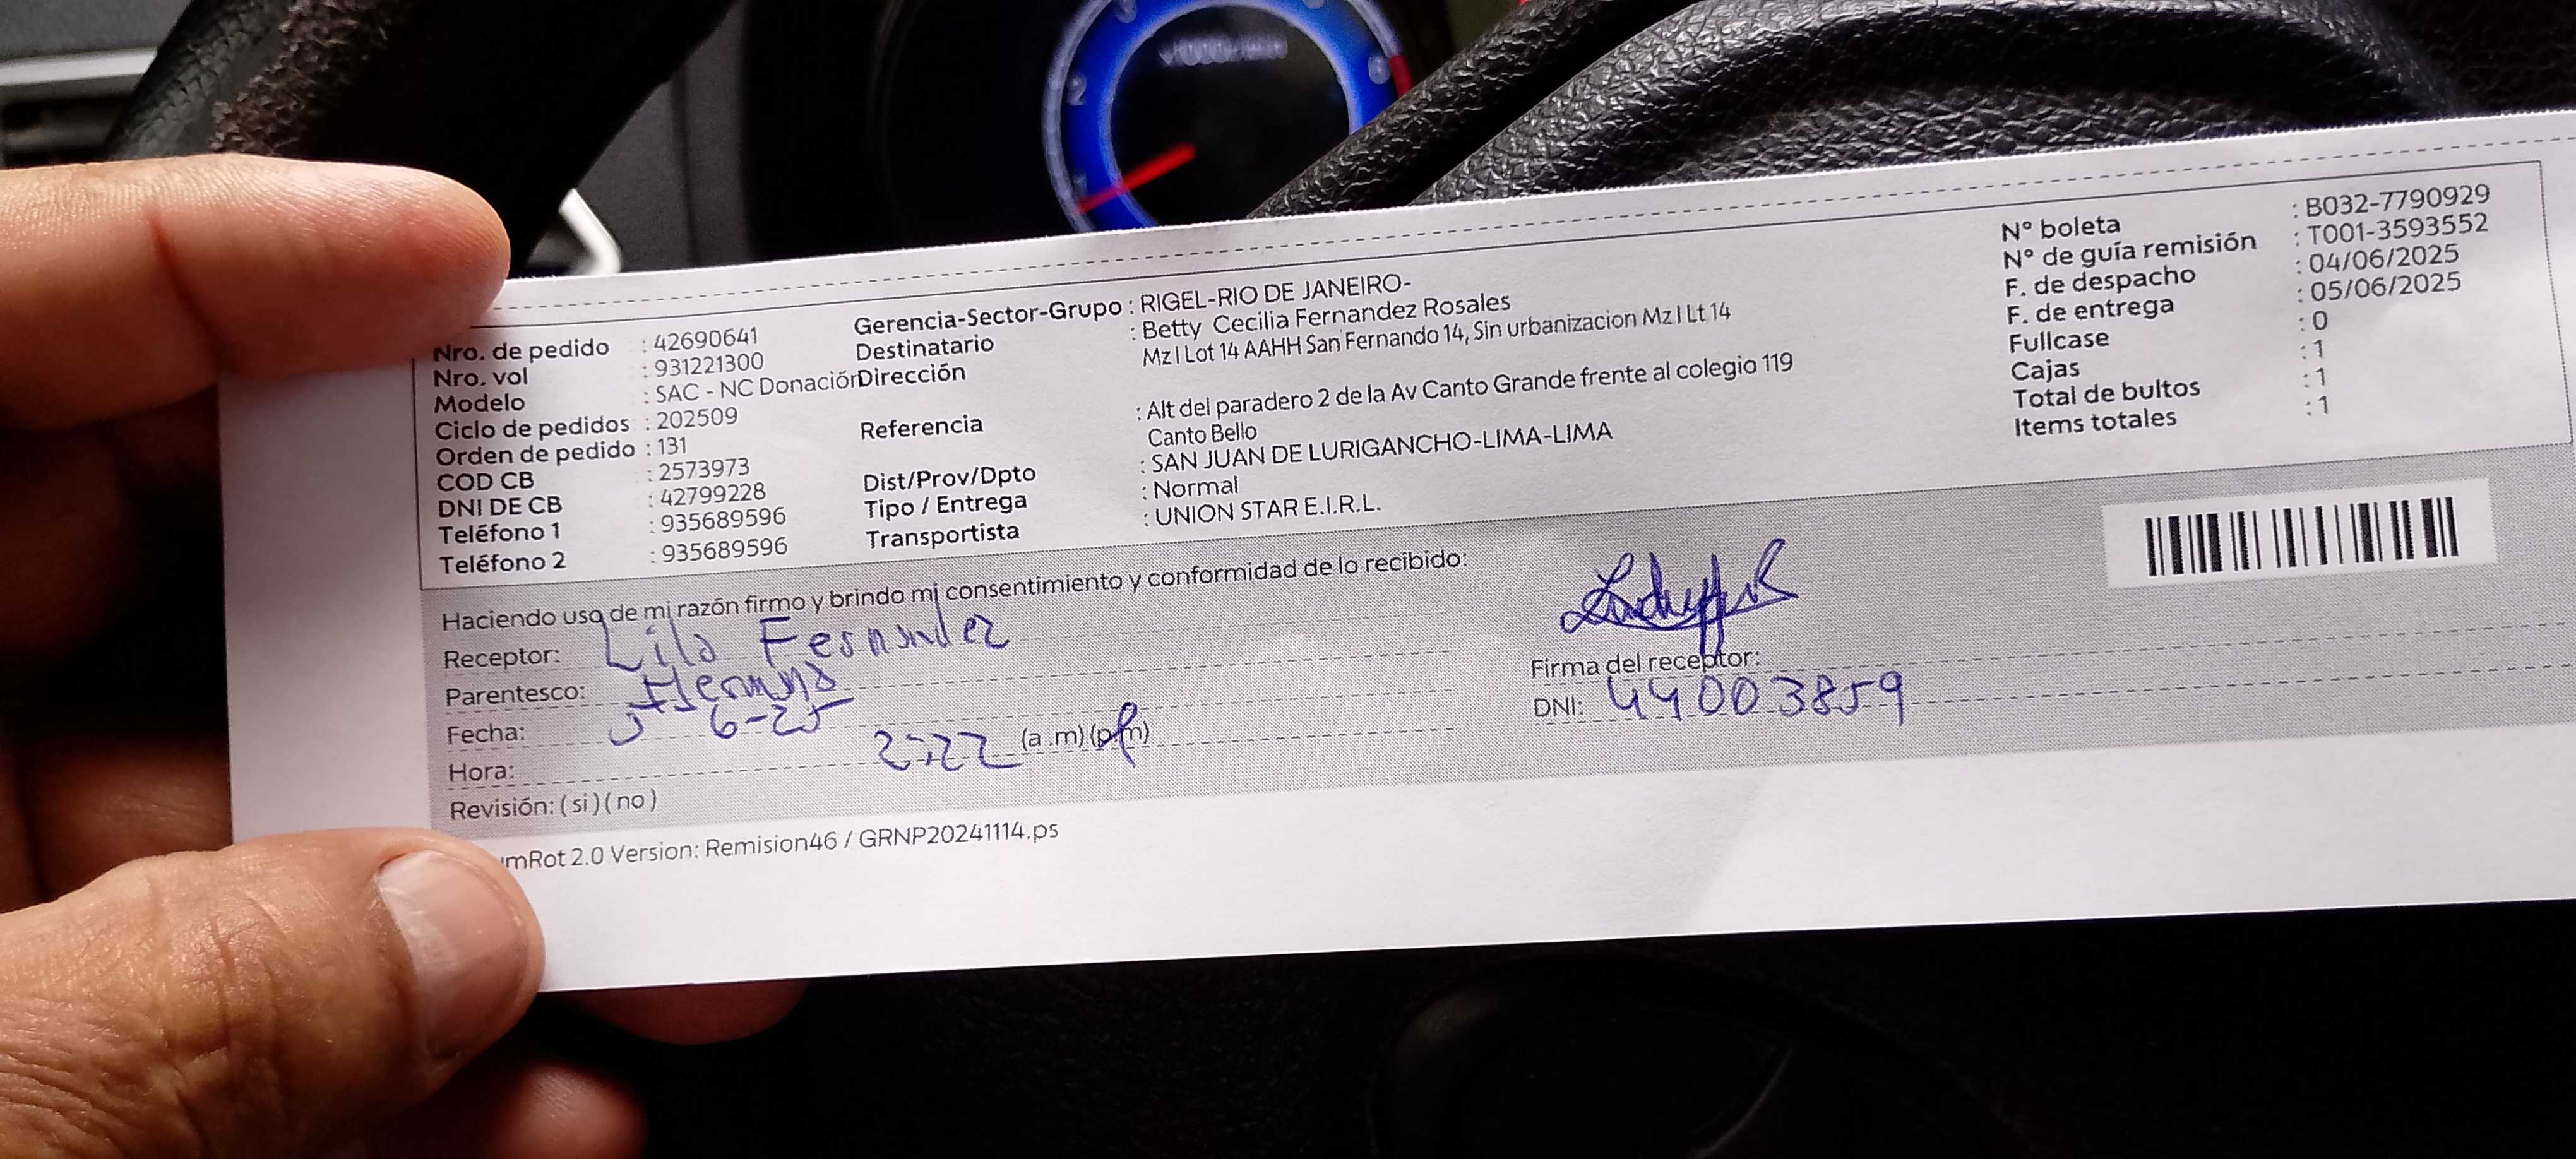 Nro. de pedido : 42690641
Nro. vol : 931221300
Modelo : SAC - NC Donación
Ciclo de pedidos : 202509
Orden de pedido : 131
COD CB : 2573973
DNI DE CB : 42799228
Teléfono 1 : 935689596
Teléfono 2 : 935689596
Gerencia-Sector-Grupo : RIGEL-RIO DE JANEIRO-
Destinatario : Betty Cecilia Fernandez Rosales
Dirección Mz I Lot 14 AAHH San Fernando 14, Sin urbanizacion Mz I Lt 14
Referencia : Alt del paradero 2 de la Av Canto Grande frente al colegio 119
Canto Bello
Dist/Prov/Dpto : SAN JUAN DE LURIGANCHO-LIMA-LIMA
Tipo / Entrega : Normal
Transportista : UNION STAR E.I.R.L.
N° boleta : B032-7790929
N° de guía remisión : T001-3593552
F. de despacho : 04/06/2025
F. de entrega : 05/06/2025
Fullcase : 0
Cajas : 1
Total de bultos : 1
Items totales : 1
Haciendo uso de mi razón firmo y brindo mi consentimiento y conformidad de lo recibido:
Receptor: Lila Fernandez
Parentesco: Hermana
Fecha: 5 6-25
Hora: 2:22 (a .m) (p.m)
Revisión: ( si ) ( no )
Firma del receptor:
DNI: 44003859
mRot 2.0 Version: Remision46 / GRNP20241114.ps
2